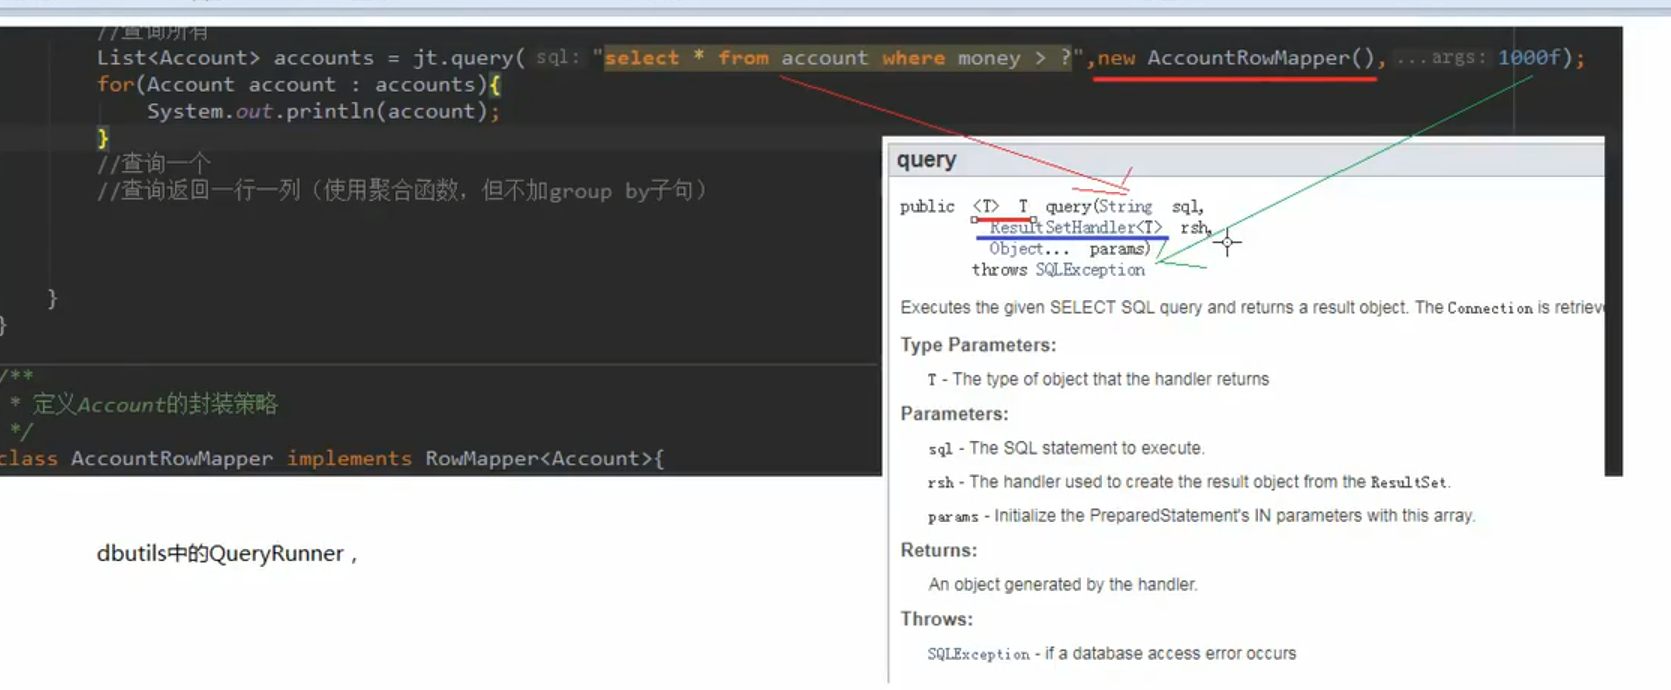 //查询所有
List<Account> accounts = jt.query( sql: "select * from account where money > ?",new AccountRowMapper(), ...args: 1000f);
for(Account account : accounts){
System.out.println(account);
}
//查询一个
//查询返回一行一列（使用聚合函数，但不加group by子句）
}
}
/**
* 定义Account的封装策略
*/
class AccountRowMapper implements RowMapper<Account>{
dbutils中的QueryRunner，
query
public <T> T query(String sql,
ResultSetHandler<T> rsh,
Object... params)
throws SQLException
Executes the given SELECT SQL query and returns a result object. The Connection is retriev
Type Parameters:
T - The type of object that the handler returns
Parameters:
sql - The SQL statement to execute.
rsh - The handler used to create the result object from the ResultSet.
params - Initialize the PreparedStatement's IN parameters with this array.
Returns:
An object generated by the handler.
Throws:
SQLException - if a database access error occurs